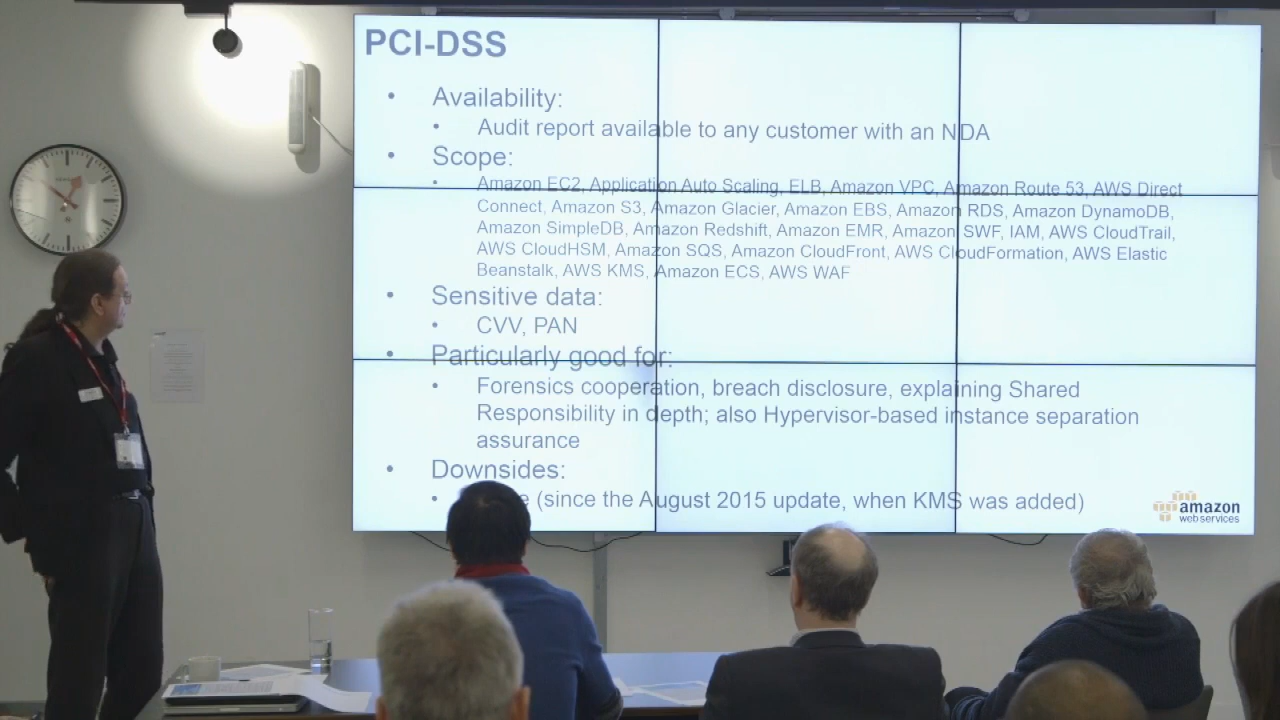 PCI-DSS
• Availability:
• Audit report available to any customer with an NDA
• Scope:
• Amazon EC2, Application Auto Scaling, ELB, Amazon VPC, Amazon Route 53, AWS Direct
Connect, Amazon S3, Amazon Glacier, Amazon EBS, Amazon RDS, Amazon DynamoDB,
Amazon SimpleDB, Amazon Redshift, Amazon EMR, Amazon SWF, IAM, AWS CloudTrail,
AWS CloudHSM, Amazon SQS, Amazon CloudFront, AWS CloudFormation, AWS Elastic
Beanstalk, AWS KMS, Amazon ECS, AWS WAF
• Sensitive data:
• CVV, PAN
• Particularly good for:
• Forensics cooperation, breach disclosure, explaining Shared
Responsibility in depth; also Hypervisor-based instance separation
assurance
• Downsides:
• (since the August 2015 update, when KMS was added)
amazon
web services